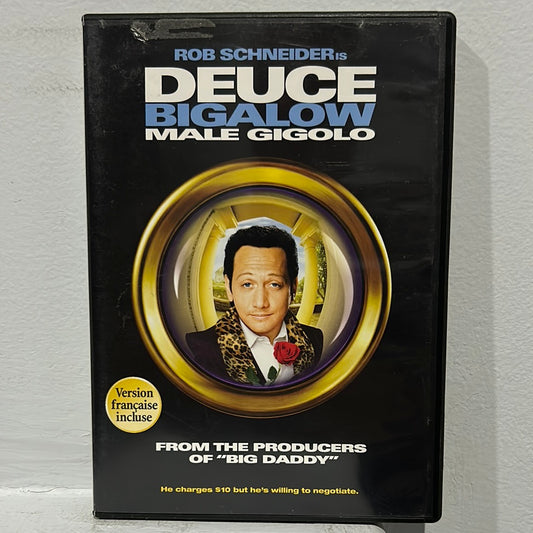 ROB SCHNEIDER IS
DEUCE
BIGALOW
MALE GIGOLO
Version
française
incluse
FROM THE PRODUCERS
OF "BIG DADDY"
He charges $10 but he's willing to negotiate.